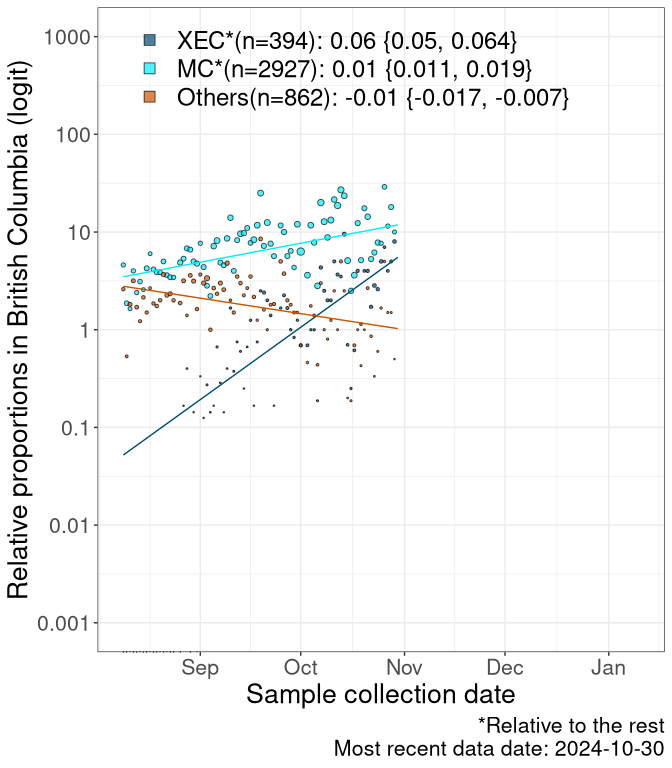 XEC*(n=394): 0.06 {0.05, 0.064}
MC*(n=2927): 0.01 {0.011, 0.019}
Others(n=862): -0.01 {-0.017, -0.007}
Relative proportions in British Columbia (logit)
1000
100
10
1
0.1
0.01
0.001
Sep Oct Nov Dec Jan
Sample collection date
*Relative to the rest
Most recent data date: 2024-10-30